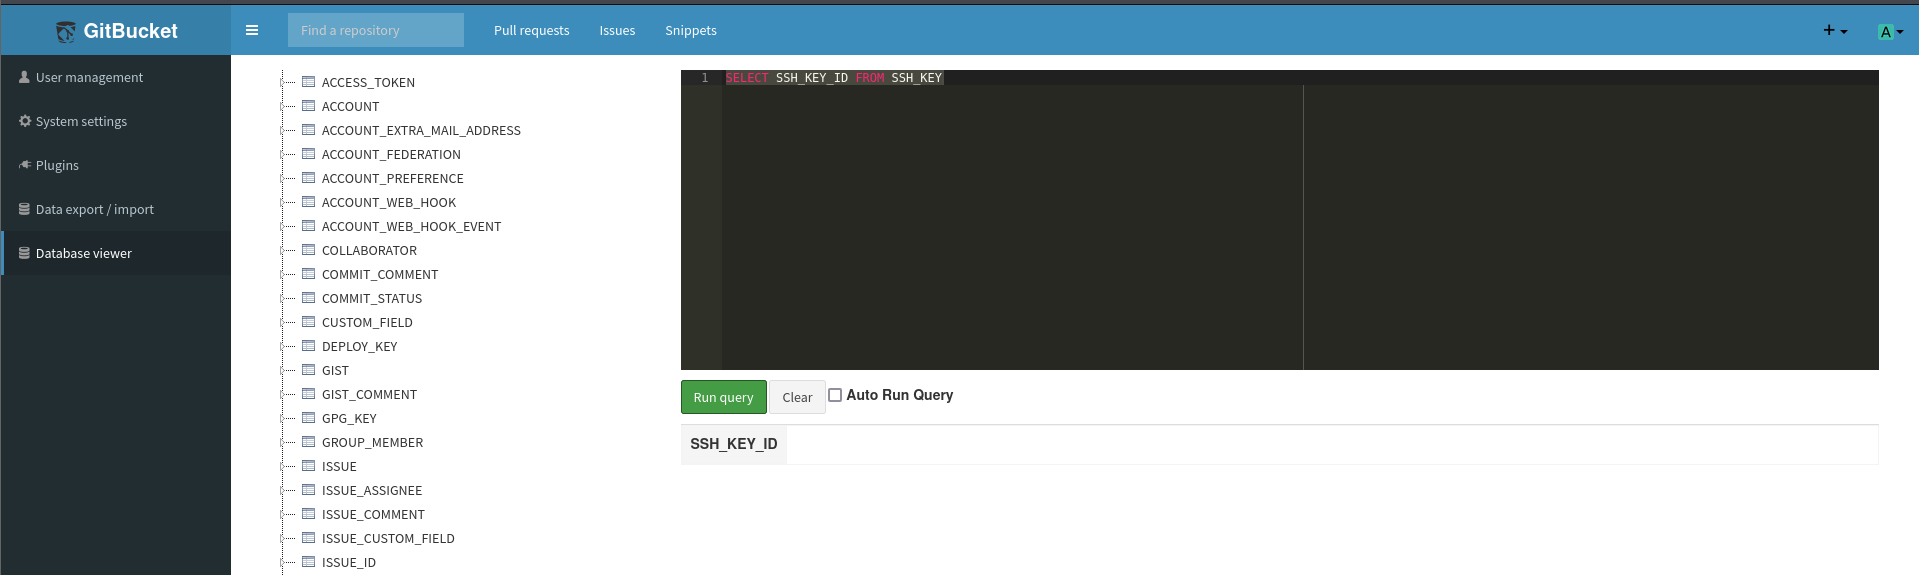 GitBucket
Find a repository
Pull requests
Issues
Snippets
A
User management
System settings
Plugins
Data export / import
Database viewer
ACCESS_TOKEN
ACCOUNT
ACCOUNT_EXTRA_MAIL_ADDRESS
ACCOUNT_FEDERATION
ACCOUNT_PREFERENCE
ACCOUNT_WEB_HOOK
ACCOUNT_WEB_HOOK_EVENT
COLLABORATOR
COMMIT_COMMENT
COMMIT_STATUS
CUSTOM_FIELD
DEPLOY_KEY
GIST
GIST_COMMENT
GPG_KEY
GROUP_MEMBER
ISSUE
ISSUE_ASSIGNEE
ISSUE_COMMENT
ISSUE_CUSTOM_FIELD
ISSUE_ID
1 SELECT SSH_KEY_ID FROM SSH_KEY
Run query
Clear
Auto Run Query
SSH_KEY_ID